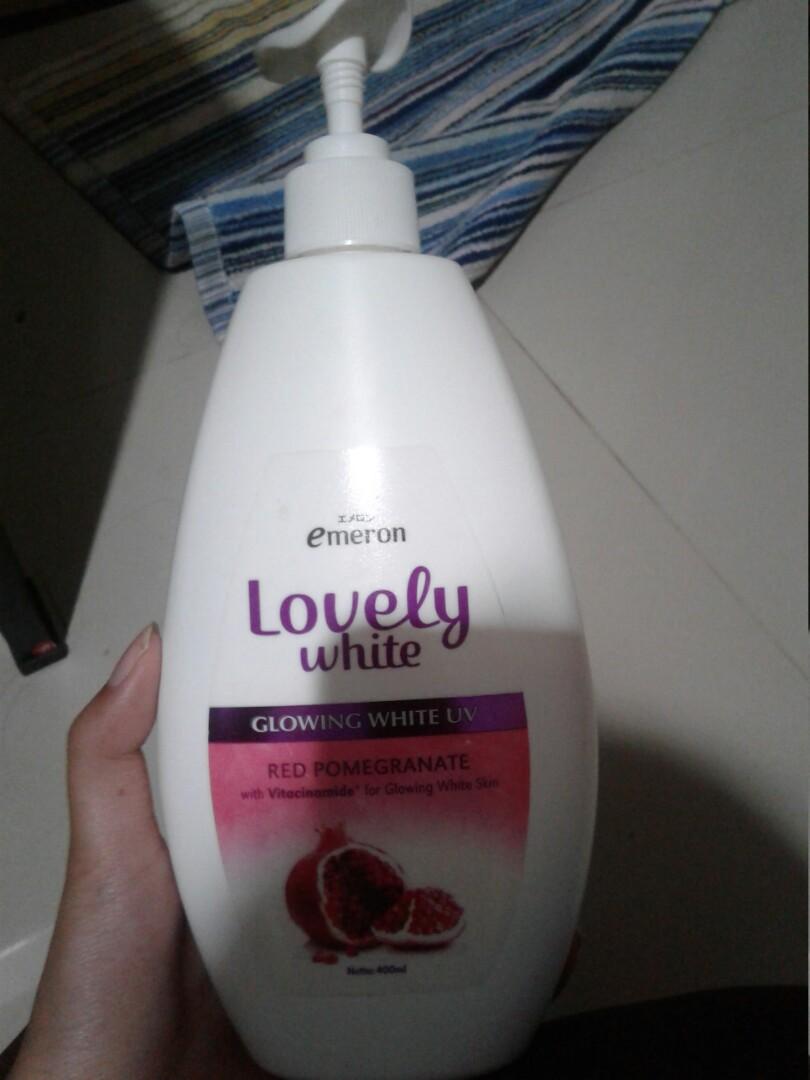 エメロン
emeron
Lovely
white
GLOWING WHITE UV
RED POMEGRANATE
with Vitacinamide* for Glowing White Skin
Netto: 400ml